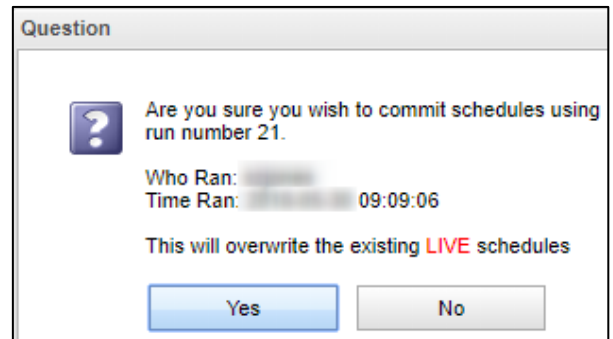 Question
Are you sure you wish to commit schedules using
run number 21.
Who Ran:
Time Ran: 09:09:06
This will overwrite the existing LIVE schedules
Yes
No